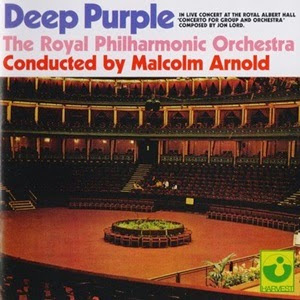 Deep Purple
IN LIVE CONCERT AT THE ROYAL ALBERT HALL
'CONCERTO FOR GROUP AND ORCHESTRA'
COMPOSED BY JON LORD.
The Royal Philharmonic Orchestra
Conducted by Malcolm Arnold
HARVEST